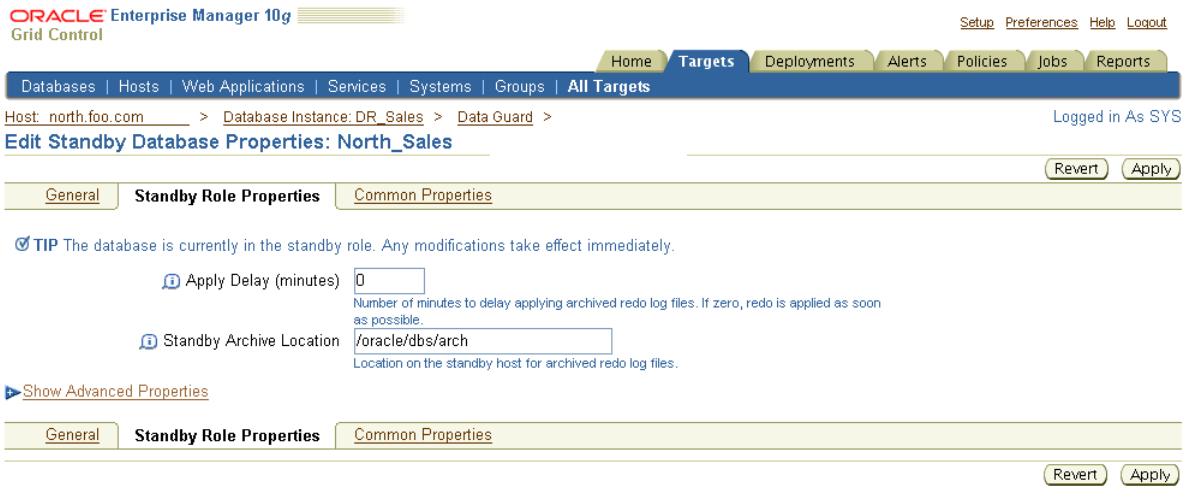 ORACLE Enterprise Manager 10g
Grid Control
Setup Preferences Help Logout
Home Targets Deployments Alerts Policies Jobs Reports
Databases | Hosts | Web Applications | Services | Systems | Groups | All Targets
Host: north.foo.com > Database Instance: DR_Sales > Data Guard >
Logged in As SYS
Edit Standby Database Properties: North_Sales
Revert Apply
General Standby Role Properties Common Properties
TIP The database is currently in the standby role. Any modifications take effect immediately.
Apply Delay (minutes) 0
Number of minutes to delay applying archived redo log files. If zero, redo is applied as soon
as possible.
Standby Archive Location /oracle/dbs/arch
Location on the standby host for archived redo log files.
Show Advanced Properties
General Standby Role Properties Common Properties
Revert Apply